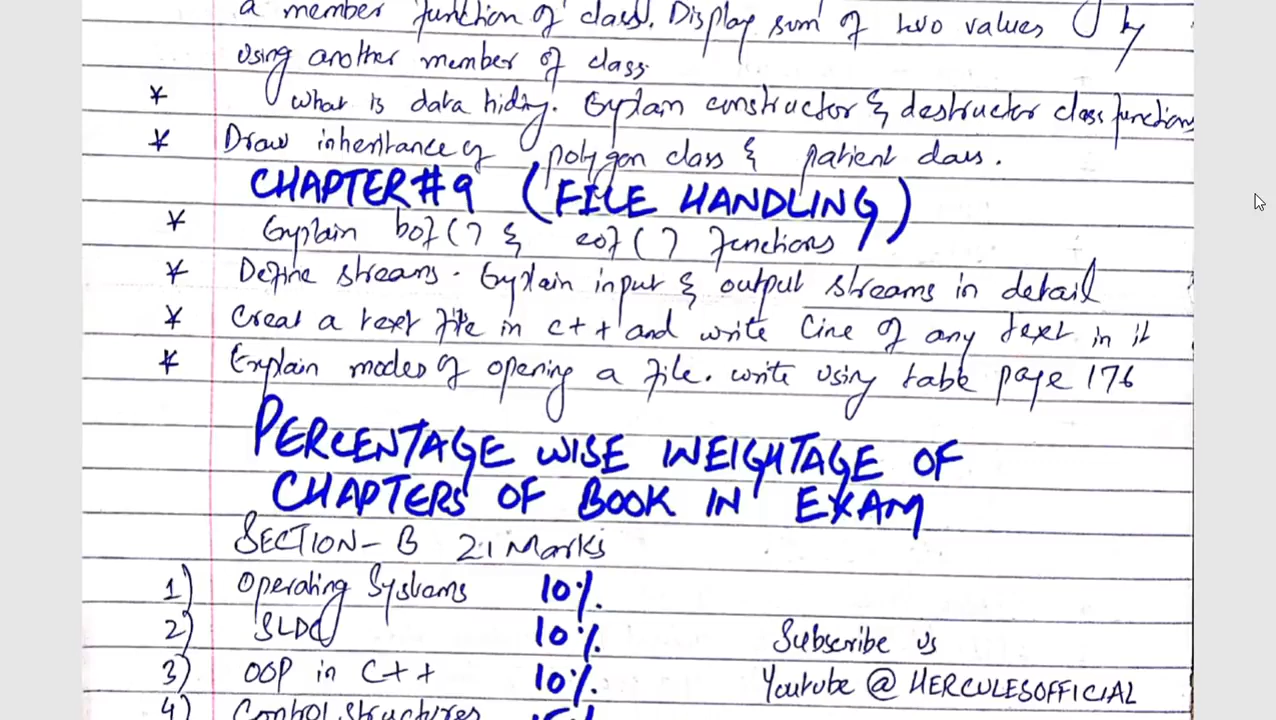 a member function of class. Display sum of two values by
using another member of class.
* What is data hiding. Explain constructor & destructor class functions
* Draw inheritance of polygon class & patient class.
CHAPTER # 9 (FILE HANDLING)
* Explain bof() & eof() functions
* Define streams. Explain input & output streams in detail
* Creat a text file in c++ and write line of any text in it
* Explain modes of opening a file. write using table page 176
PERCENTAGE WISE WEIGHTAGE OF
CHAPTERS OF BOOK IN EXAM
SECTION-B 21 Marks
1) Operating Systams 10%.
2) SLDC 10%.
Subscribe us
3) OOP in C++ 10%.
Youtube @ HERCULESOFFICIAL
4) Control structures 15%